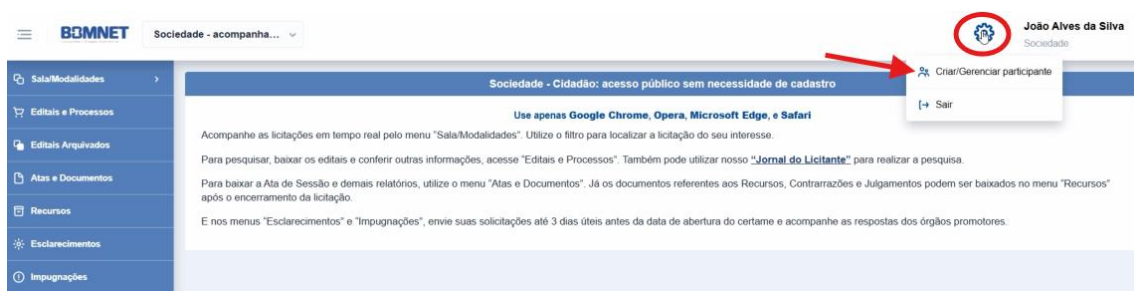 BBMNET
Sociedade - acompanha...
João Alves da Silva
Sociedade
Criar/Gerenciar participante
Sair
Sala/Modalidades
Editais e Processos
Editais Arquivados
Atas e Documentos
Recursos
Esclarecimentos
Impugnações
Sociedade - Cidadão: acesso público sem necessidade de cadastro
Use apenas Google Chrome, Opera, Microsoft Edge, e Safari
Acompanhe as licitações em tempo real pelo menu "Sala/Modalidades". Utilize o filtro para localizar a licitação do seu interesse.
Para pesquisar, baixar os editais e conferir outras informações, acesse "Editais e Processos". Também pode utilizar nosso "Jornal do Licitante" para realizar a pesquisa.
Para baixar a Ata de Sessão e demais relatórios, utilize o menu "Atas e Documentos". Já os documentos referentes aos Recursos, Contrarrazões e Julgamentos podem ser baixados no menu "Recursos"
após o encerramento da licitação.
E nos menus "Esclarecimentos" e "Impugnações", envie suas solicitações até 3 dias úteis antes da data de abertura do certame e acompanhe as respostas dos órgãos promotores.